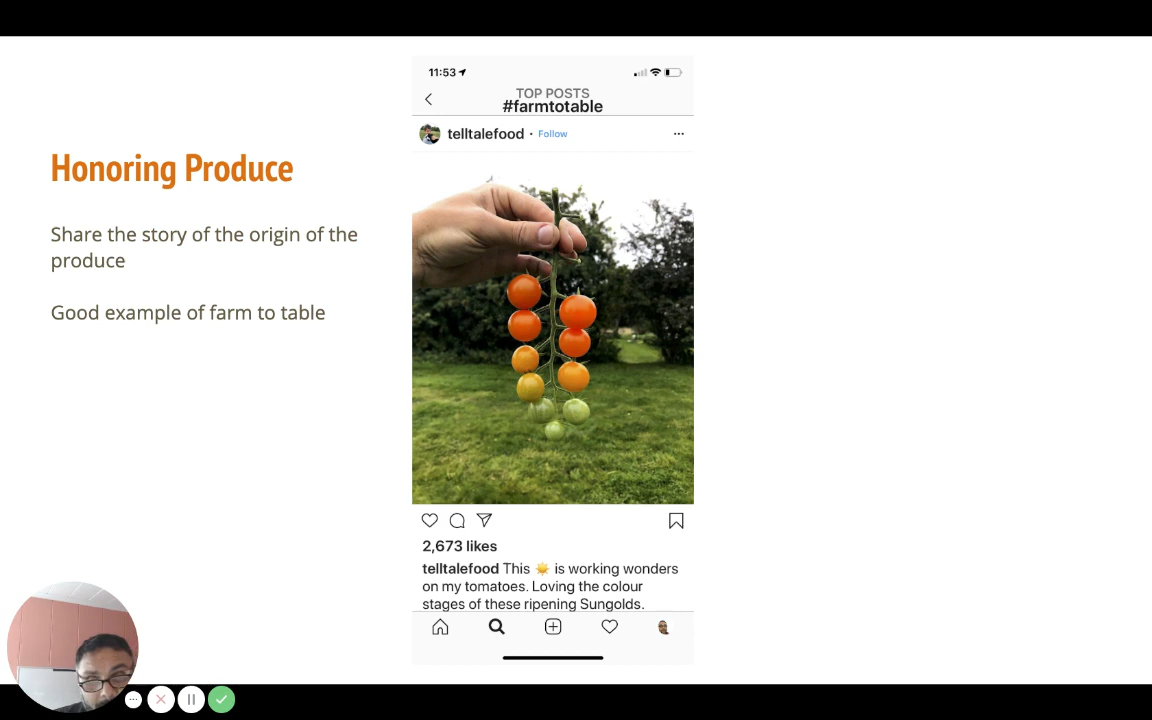 Honoring Produce
Share the story of the origin of the
produce
Good example of farm to table
11:53
TOP POSTS
#farmtotable
telltalefood · Follow
2,673 likes
telltalefood This ☀️ is working wonders
on my tomatoes. Loving the colour
stages of these ripening Sungolds.